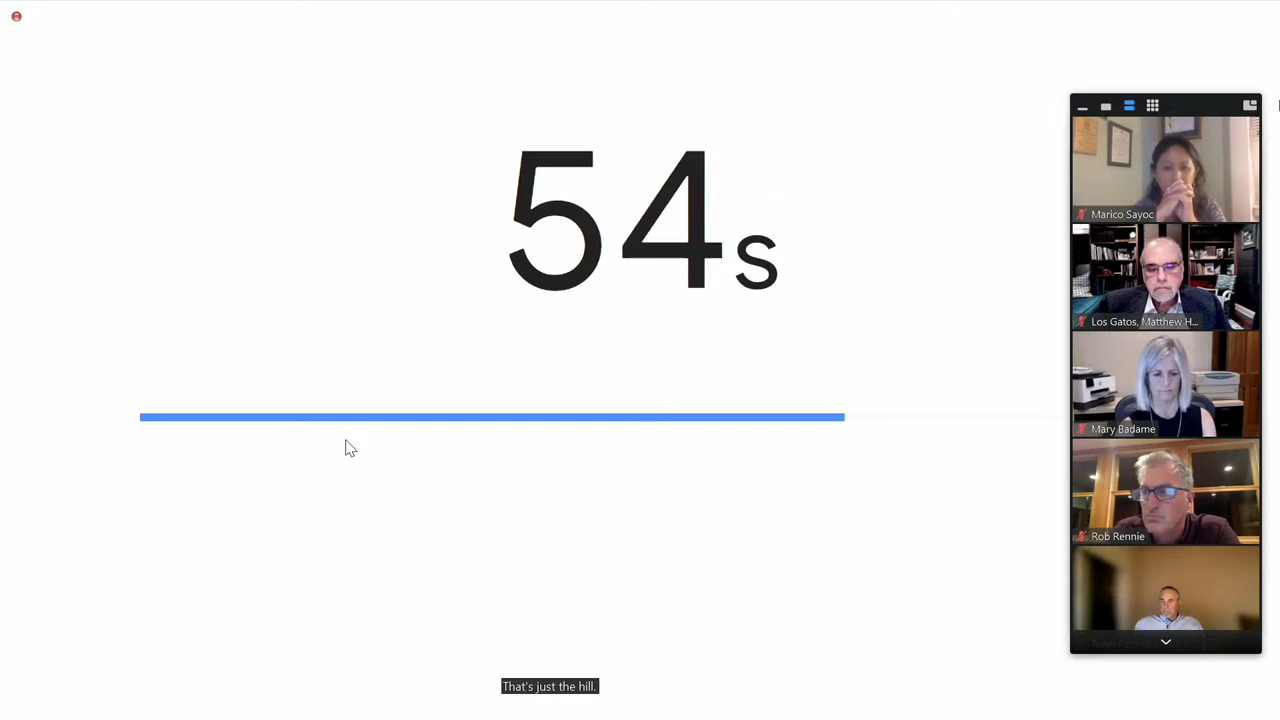 54s
Marico Sayoc
Los Gatos, Matthew H...
Mary Badame
Rob Rennie
That's just the hill.